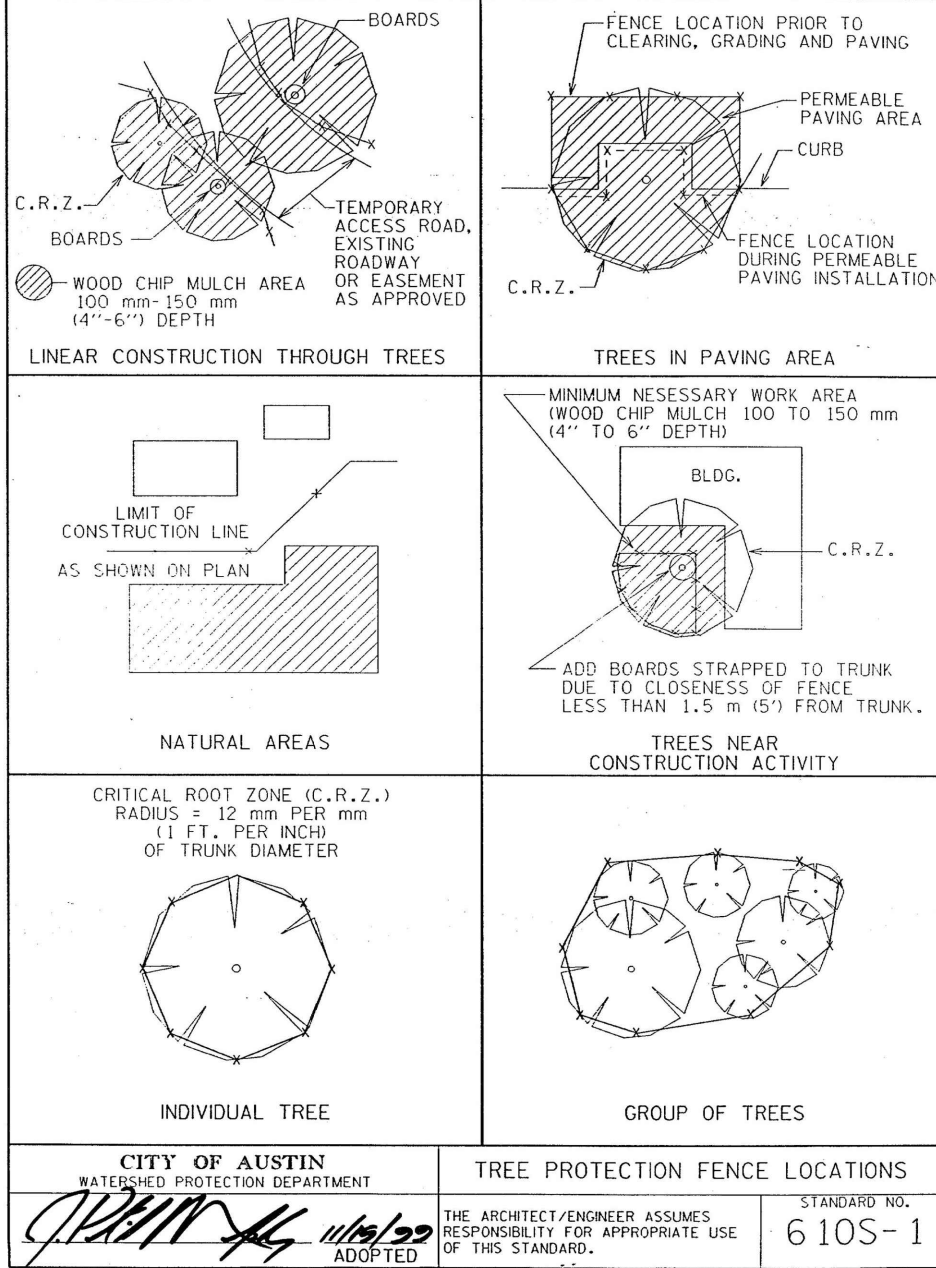 BOARDS
C.R.Z.
BOARDS
TEMPORARY
ACCESS ROAD,
EXISTING
ROADWAY
OR EASEMENT
AS APPROVED
WOOD CHIP MULCH AREA
100 mm-150 mm
(4''-6'') DEPTH
LINEAR CONSTRUCTION THROUGH TREES
FENCE LOCATION PRIOR TO
CLEARING, GRADING AND PAVING
PERMEABLE
PAVING AREA
CURB
FENCE LOCATION
DURING PERMEABLE
PAVING INSTALLATION
C.R.Z.
TREES IN PAVING AREA
LIMIT OF
CONSTRUCTION LINE
AS SHOWN ON PLAN
NATURAL AREAS
MINIMUM NESESSARY WORK AREA
(WOOD CHIP MULCH 100 TO 150 mm
(4'' TO 6'' DEPTH)
BLDG.
C.R.Z.
ADD BOARDS STRAPPED TO TRUNK
DUE TO CLOSENESS OF FENCE
LESS THAN 1.5 m (5') FROM TRUNK.
TREES NEAR
CONSTRUCTION ACTIVITY
CRITICAL ROOT ZONE (C.R.Z.)
RADIUS = 12 mm PER mm
(1 FT. PER INCH)
OF TRUNK DIAMETER
INDIVIDUAL TREE
GROUP OF TREES
CITY OF AUSTIN
WATERSHED PROTECTION DEPARTMENT
11/15/99
ADOPTED
TREE PROTECTION FENCE LOCATIONS
THE ARCHITECT/ENGINEER ASSUMES
RESPONSIBILITY FOR APPROPRIATE USE
OF THIS STANDARD.
STANDARD NO.
610S-1